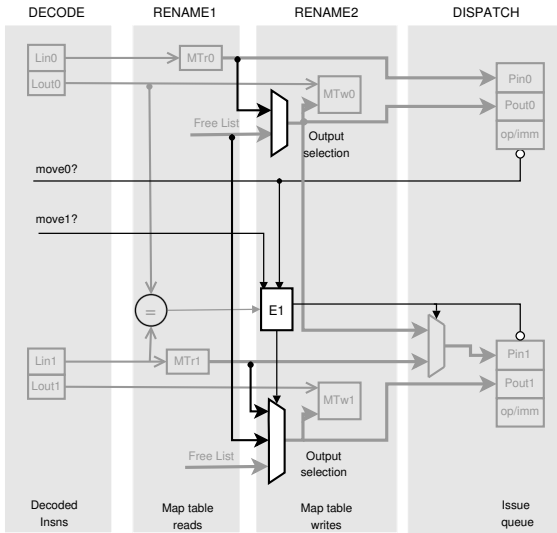 DECODE
RENAME1
RENAME2
DISPATCH
Lin0
Lout0
MTr0
MTw0
Pin0
Pout0
op/imm
Free List
Output
selection
move0?
move1?
=
E1
Lin1
Lout1
MTr1
MTw1
Pin1
Pout1
op/imm
Free List
Output
selection
Decoded
Insns
Map table
reads
Map table
writes
Issue
queue